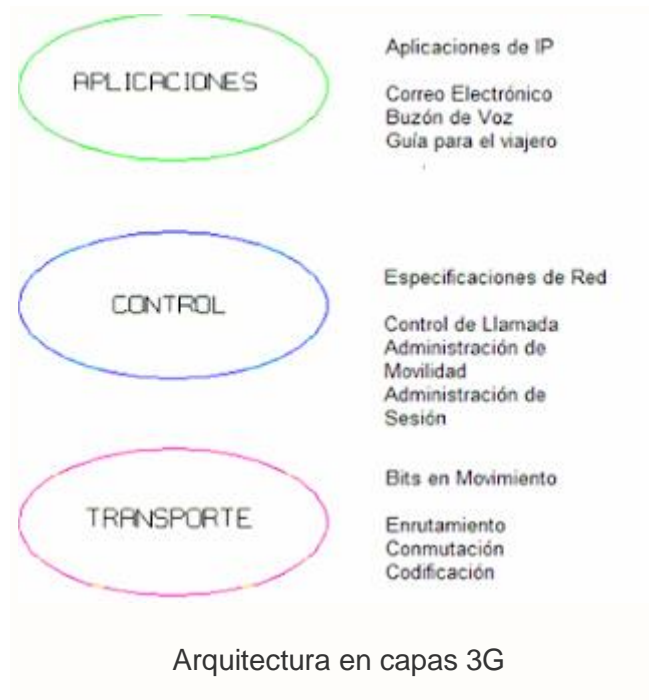 APLICACIONES
Aplicaciones de IP
Correo Electrónico
Buzón de Voz
Guía para el viajero
CONTROL
Especificaciones de Red
Control de Llamada
Administración de
Movilidad
Administración de
Sesión
TRANSPORTE
Bits en Movimiento
Enrutamiento
Conmutación
Codificación
Arquitectura en capas 3G